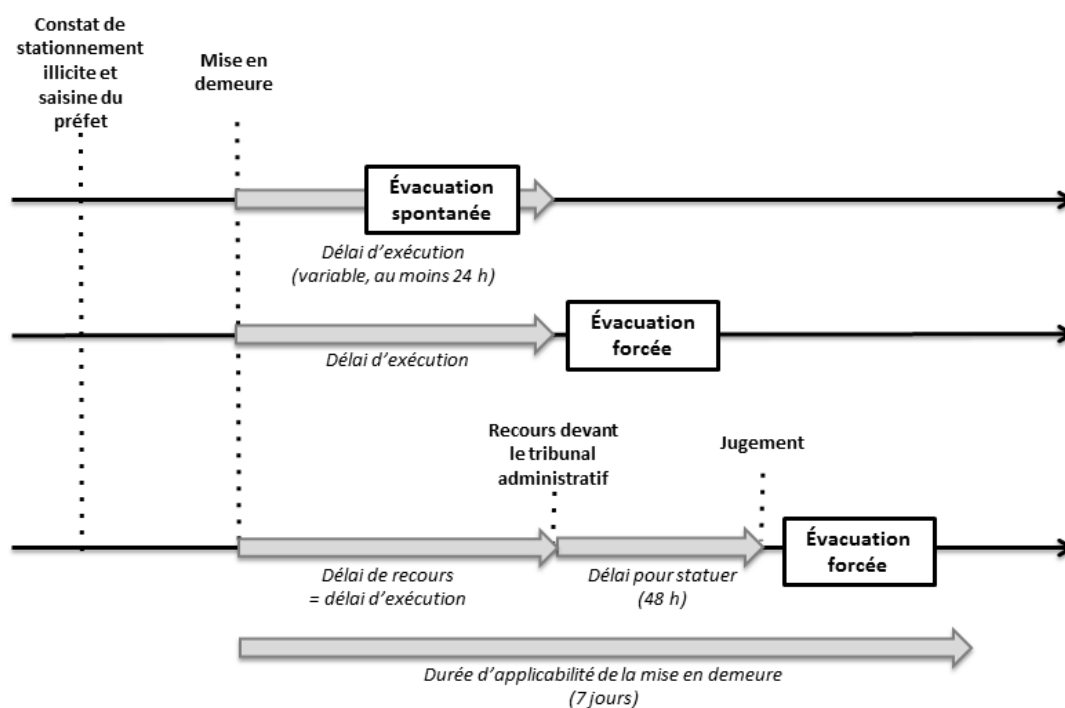 Constat de
stationnement
illicite et
saisine du
préfet
Mise en
demeure
Évacuation
spontanée
Délai d'exécution
(variable, au moins 24 h)
Évacuation
forcée
Délai d'exécution
Recours devant
le tribunal
administratif
Jugement
Évacuation
forcée
Délai de recours
= délai d'exécution
Délai pour statuer
(48 h)
Durée d'applicabilité de la mise en demeure
(7 jours)